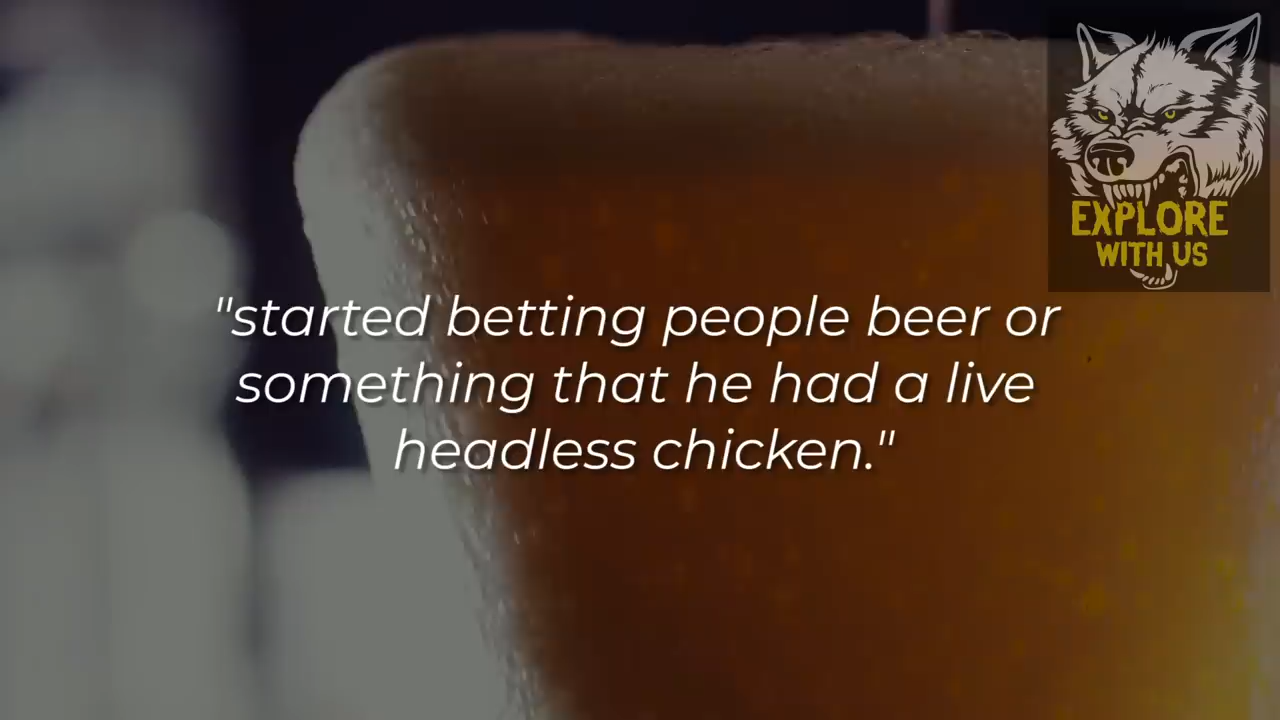 EXPLORE
WITH US
"started betting people beer or
something that he had a live
headless chicken."